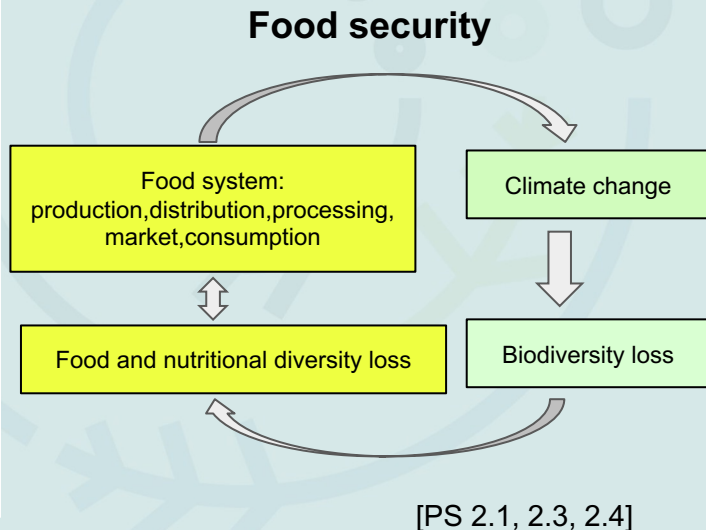 Food security
Food system:
production,distribution,processing,
market,consumption
Climate change
Food and nutritional diversity loss
Biodiversity loss
[PS 2.1, 2.3, 2.4]